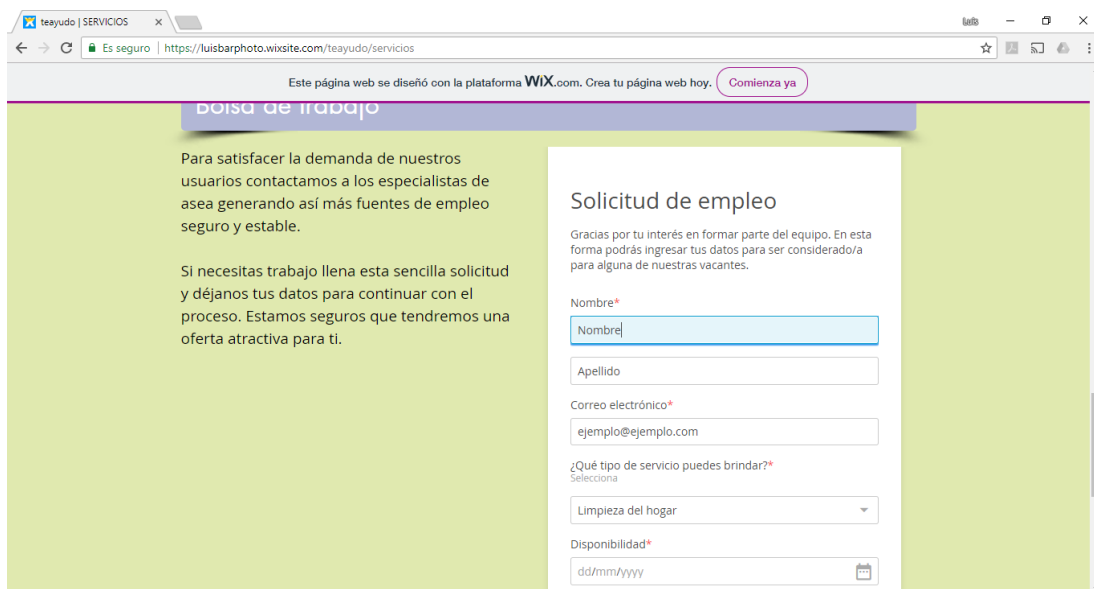 teayudo | SERVICIOS
Luis
Es seguro | https://luisbarphoto.wixsite.com/teayudo/servicios
Este página web se diseñó con la plataforma WiX.com. Crea tu página web hoy. Comienza ya
Bolsa de Trabajo
Para satisfacer la demanda de nuestros
usuarios contactamos a los especialistas de
asea generando así más fuentes de empleo
seguro y estable.
Si necesitas trabajo llena esta sencilla solicitud
y déjanos tus datos para continuar con el
proceso. Estamos seguros que tendremos una
oferta atractiva para ti.
Solicitud de empleo
Gracias por tu interés en formar parte del equipo. En esta
forma podrás ingresar tus datos para ser considerado/a
para alguna de nuestras vacantes.
Nombre*
Nombre
Apellido
Correo electrónico*
ejemplo@ejemplo.com
¿Qué tipo de servicio puedes brindar?*
Selecciona
Limpieza del hogar
Disponibilidad*
dd/mm/yyyy